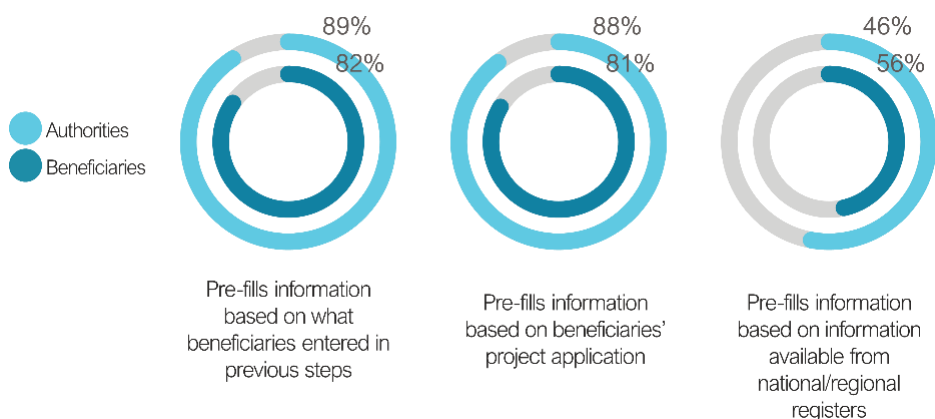 89%
82%
88%
81%
46%
56%
Authorities
Beneficiaries
Pre-fills information
based on what
beneficiaries entered in
previous steps
Pre-fills information
based on beneficiaries’
project application
Pre-fills information
based on information
available from
national/regional
registers